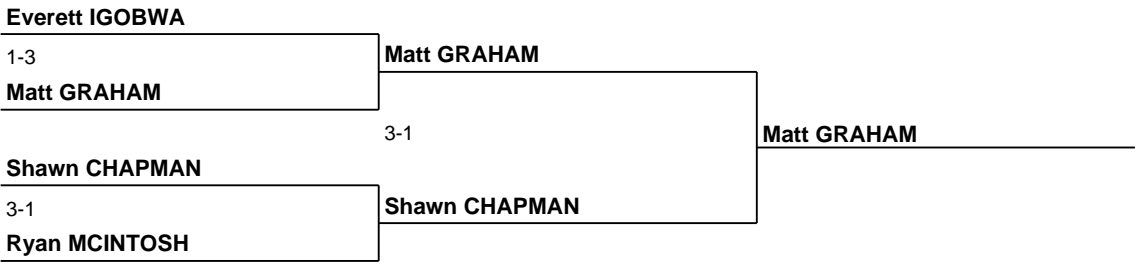 Everett IGOBWA
1-3
Matt GRAHAM
Matt GRAHAM
3-1
Matt GRAHAM
Shawn CHAPMAN
3-1
Shawn CHAPMAN
Ryan MCINTOSH